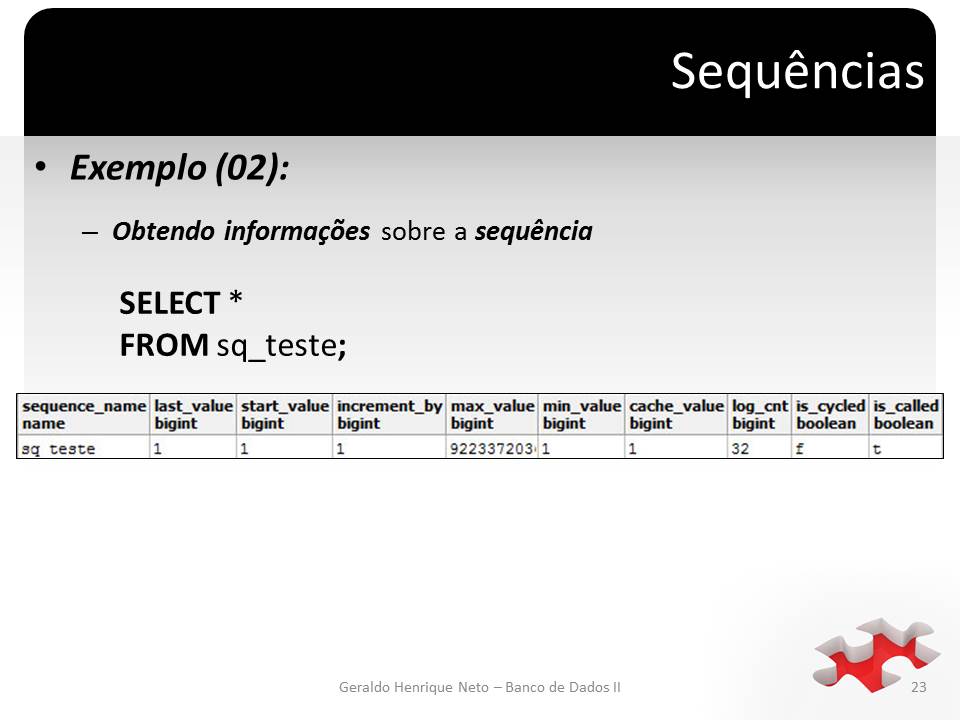 Sequências
• Exemplo (02):
– Obtendo informações sobre a sequência
SELECT *
FROM sq_teste;
sequence_name last_value start_value increment_by max_value min_value cache_value log_cnt is_cycled is_called
name bigint bigint bigint bigint bigint bigint bigint boolean boolean
sq_teste 1 1 1 922337203 1 1 32 f t
Geraldo Henrique Neto – Banco de Dados II 23